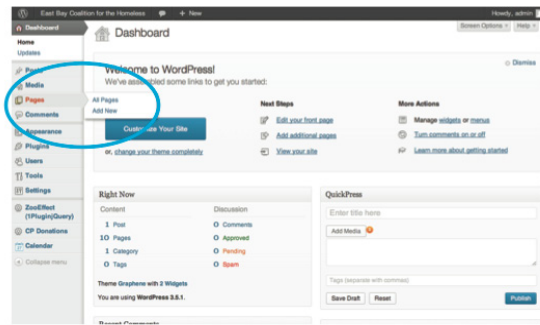 East Bay Coalition for the Homeless + New Howdy, admin
Dashboard
Home
Updates
Posts
Media
Pages
Comments
Appearance
Plugins
Users
Tools
Settings
ZooEffect
(1Plugin(jQuery)
CP Donations
Calendar
Collapse menu
All Pages
Add New
Screen Options Help
Dashboard
Dismiss
Welcome to WordPress!
We've assembled some links to get you started:
Customize Your Site
or, change your theme completely
Next Steps
Edit your front page
Add additional pages
View your site
More Actions
Manage widgets or menus
Turn comments on or off
Learn more about getting started
Right Now
Content Discussion
1 Post 0 Comments
10 Pages 0 Approved
1 Category 0 Pending
0 Tags 0 Spam
Theme Graphene with 2 Widgets
You are using WordPress 3.5.1.
Recent Comments
QuickPress
Enter title here
Add Media
Tags (separate with commas)
Save Draft Reset Publish